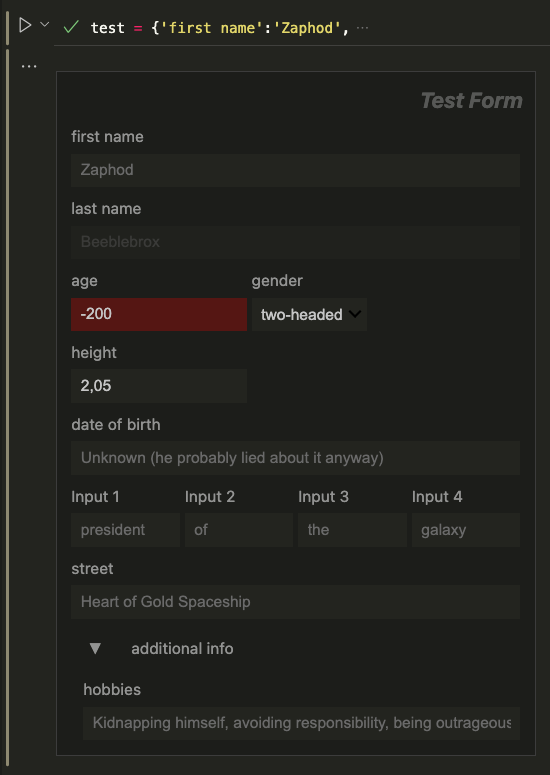 test = {'first name':'Zaphod', ...
...
Test Form
first name
Zaphod
last name
Beeblebrox
age gender
-200 two-headed
height
2,05
date of birth
Unknown (he probably lied about it anyway)
Input 1 Input 2 Input 3 Input 4
president of the galaxy
street
Heart of Gold Spaceship
additional info
hobbies
Kidnapping himself, avoiding responsibility, being outrageous